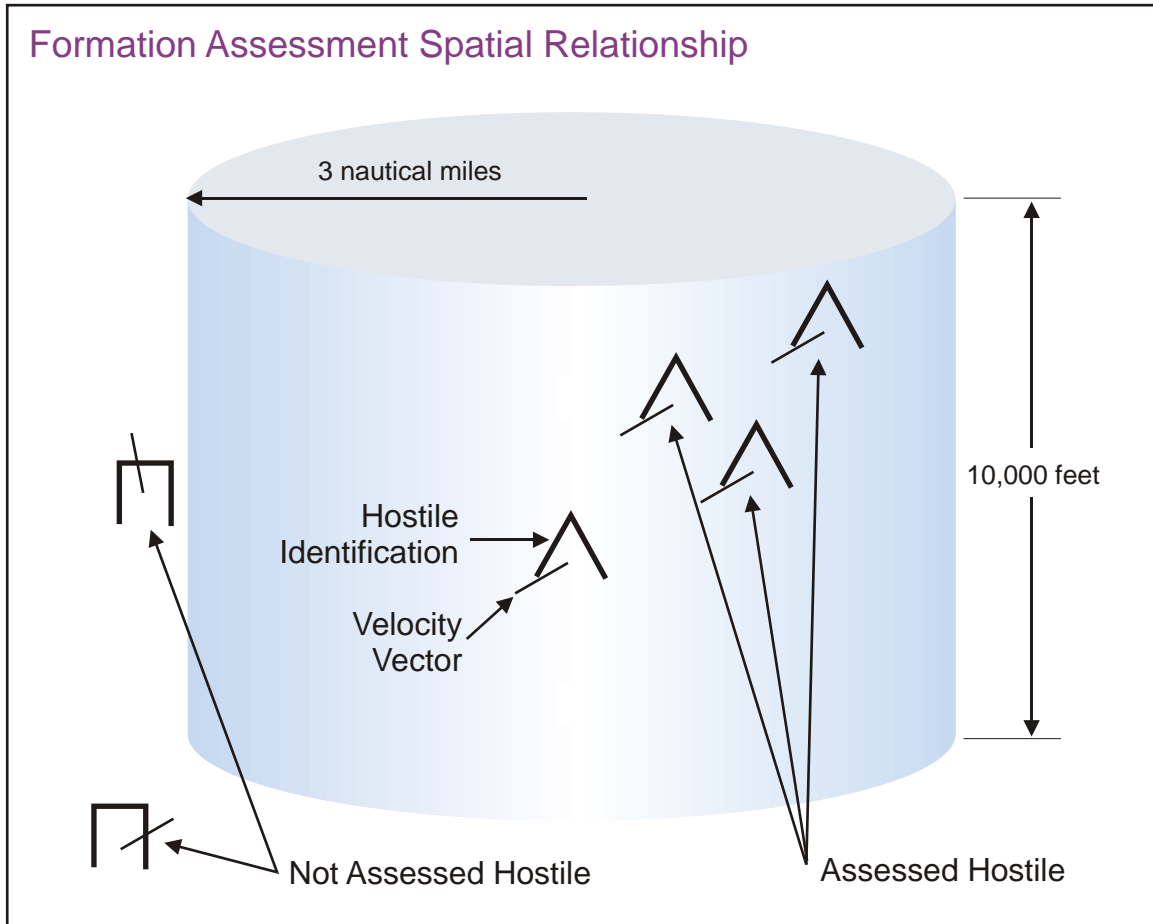 Formation Assessment Spatial Relationship
3 nautical miles
10,000 feet
Hostile
Identification
Velocity
Vector
Not Assessed Hostile
Assessed Hostile